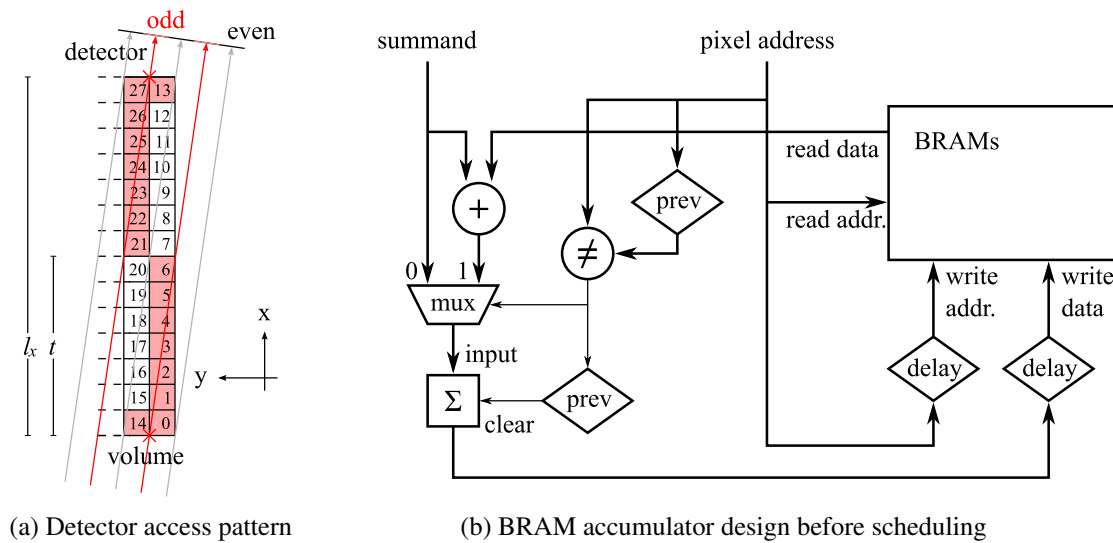 odd
even
detector
27 13
26 12
25 11
24 10
23 9
22 8
21 7
20 6
19 5
18 4
17 3
16 2
15 1
14 0
volume
l_x t
x
y
(a) Detector access pattern
summand
pixel address
read data
BRAMs
prev
+
read addr.
≠
0 1
mux
write
addr.
write
data
input
delay
delay
Σ
clear
prev
(b) BRAM accumulator design before scheduling